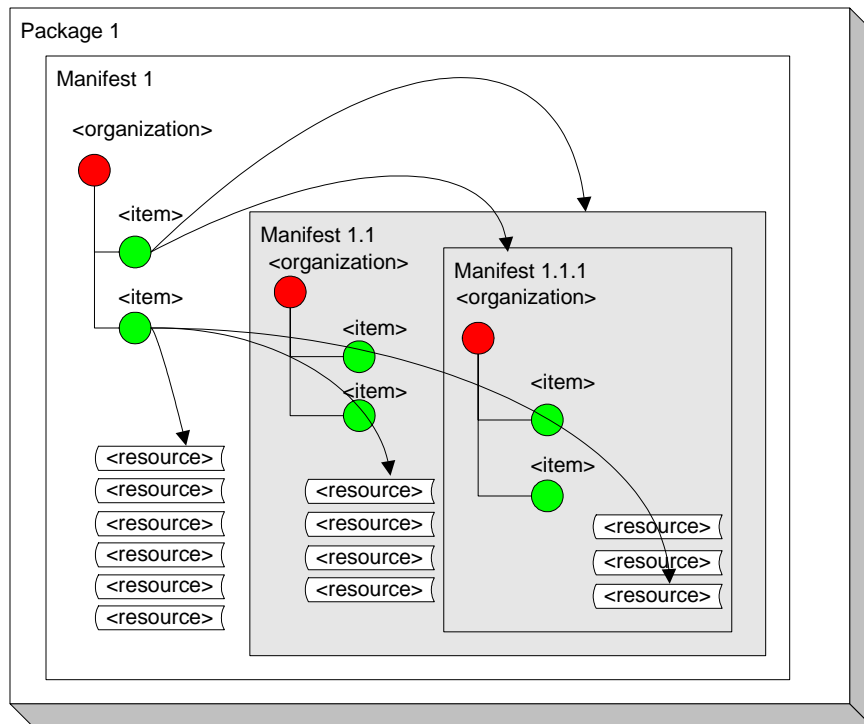 Package 1
Manifest 1
<organization>
<item>
<item>
<resource>
<resource>
<resource>
<resource>
<resource>
<resource>
Manifest 1.1
<organization>
<item>
<item>
<resource>
<resource>
<resource>
<resource>
Manifest 1.1.1
<organization>
<item>
<item>
<resource>
<resource>
<resource>